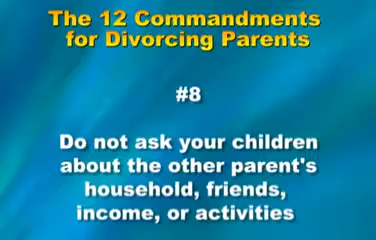 The 12 Commandments
for Divorcing Parents
#8
Do not ask your children
about the other parent's
household, friends,
income, or activities